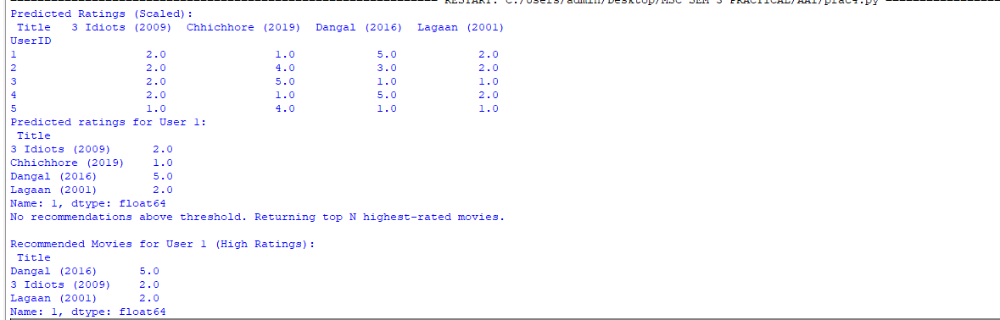 RESTART: C:/Users/admin/Desktop/MSC SEM 3 PRACTICAL/AAI/prac4.py
Predicted Ratings (Scaled):
Title 3 Idiots (2009) Chhichhore (2019) Dangal (2016) Lagaan (2001)
UserID
1 2.0 1.0 5.0 2.0
2 2.0 4.0 3.0 2.0
3 2.0 5.0 1.0 1.0
4 2.0 1.0 5.0 2.0
5 1.0 4.0 1.0 1.0
Predicted ratings for User 1:
Title
3 Idiots (2009) 2.0
Chhichhore (2019) 1.0
Dangal (2016) 5.0
Lagaan (2001) 2.0
Name: 1, dtype: float64
No recommendations above threshold. Returning top N highest-rated movies.
Recommended Movies for User 1 (High Ratings):
Title
Dangal (2016) 5.0
3 Idiots (2009) 2.0
Lagaan (2001) 2.0
Name: 1, dtype: float64